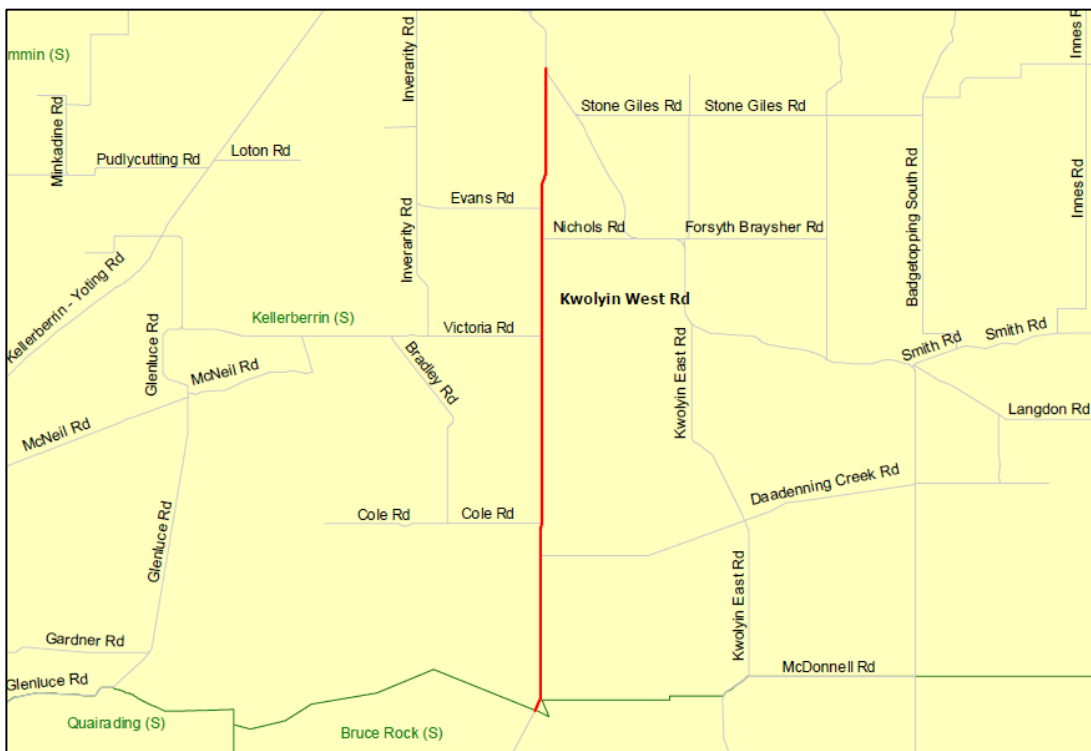 Inverarity Rd
Innes R
mmin (S)
Minkadine Rd
Stone Giles Rd
Stone Giles Rd
Loton Rd
Pudlycutting Rd
Badgetopping South Rd
Innes Rd
Evans Rd
Inverarity Rd
Nichols Rd
Forsyth Braysher Rd
Kellerberrin - Yoting Rd
Kwolyin West Rd
Kellerberrin (S)
Victoria Rd
Glenluce Rd
Smith Rd
Smith Rd
Bradley Rd
McNeil Rd
Kwolyin East Rd
Langdon Rd
McNeil Rd
Daadenning Creek Rd
Cole Rd
Cole Rd
Glenluce Rd
Kwolyin East Rd
Gardner Rd
McDonnell Rd
Glenluce Rd
Quairading (S)
Bruce Rock (S)